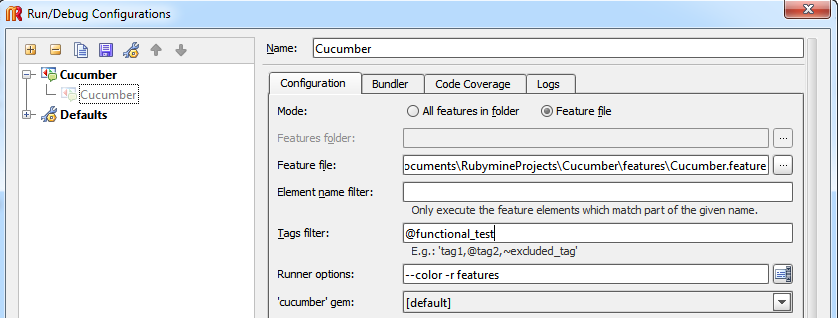 Run/Debug Configurations
Cucumber
Cucumber
Defaults
Name: Cucumber
Configuration Bundler Code Coverage Logs
Mode: All features in folder Feature file
Features folder: ...
Feature file: ocuments\RubymineProjects\Cucumber\features\Cucumber.feature ...
Element name filter:
Only execute the feature elements which match part of the given name.
Tags filter: @functional_test
E.g.: 'tag1,@tag2,~excluded_tag'
Runner options: --color -r features
'cucumber' gem: [default]